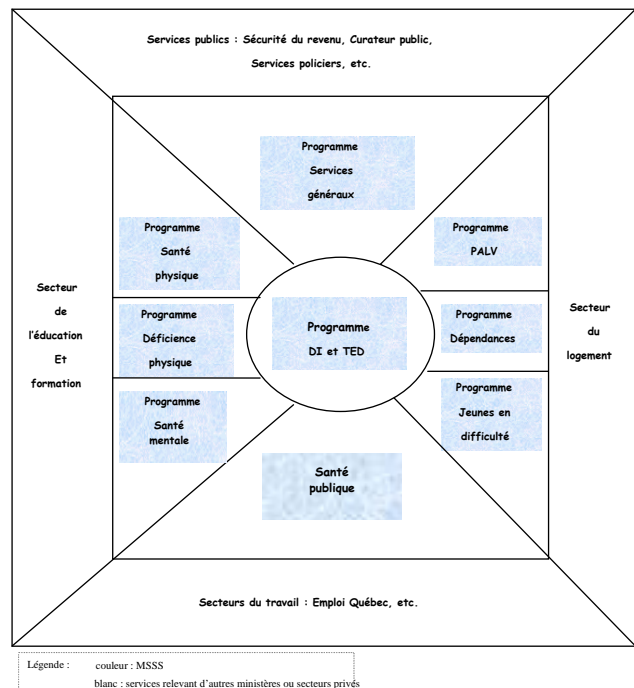 Services publics : Sécurité du revenu, Curateur public,
Services policiers, etc.
Programme
Services
généraux
Programme
Santé
physique
Programme
PALV
Secteur
de
l'éducation
Et
formation
Programme
Déficience
physique
Programme
DI et TED
Programme
Dépendances
Secteur
du
logement
Programme
Santé
mentale
Programme
Jeunes en
difficulté
Santé
publique
Secteurs du travail : Emploi Québec, etc.
Légende : couleur : MSSS
blanc : services relevant d'autres ministères ou secteurs privés